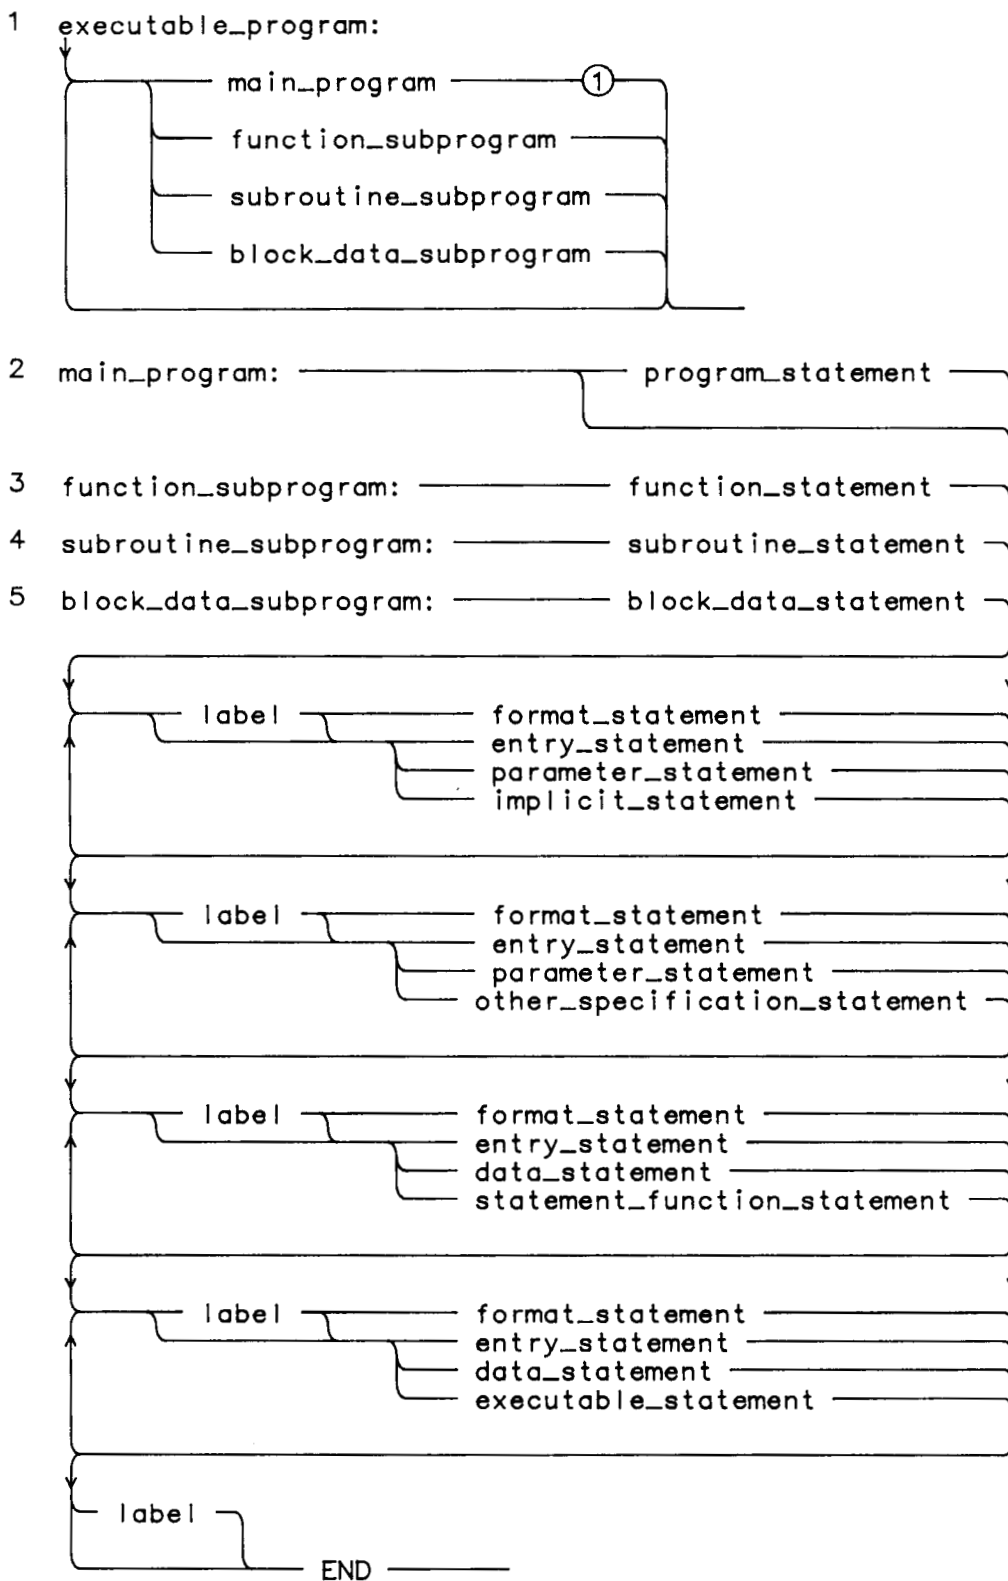 1 executable_program:
main_program 1
function_subprogram
subroutine_subprogram
block_data_subprogram
2 main_program: program_statement
3 function_subprogram: function_statement
4 subroutine_subprogram: subroutine_statement
5 block_data_subprogram: block_data_statement
label format_statement
entry_statement
parameter_statement
implicit_statement
label format_statement
entry_statement
parameter_statement
other_specification_statement
label format_statement
entry_statement
data_statement
statement_function_statement
label format_statement
entry_statement
data_statement
executable_statement
label
END